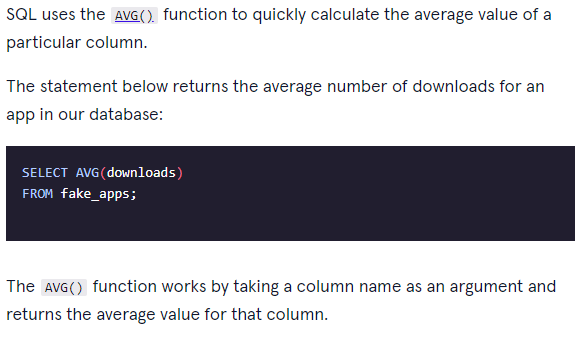 SQL uses the AVG() function to quickly calculate the average value of a
particular column.
The statement below returns the average number of downloads for an
app in our database:
SELECT AVG(downloads)
FROM fake_apps;
The AVG() function works by taking a column name as an argument and
returns the average value for that column.